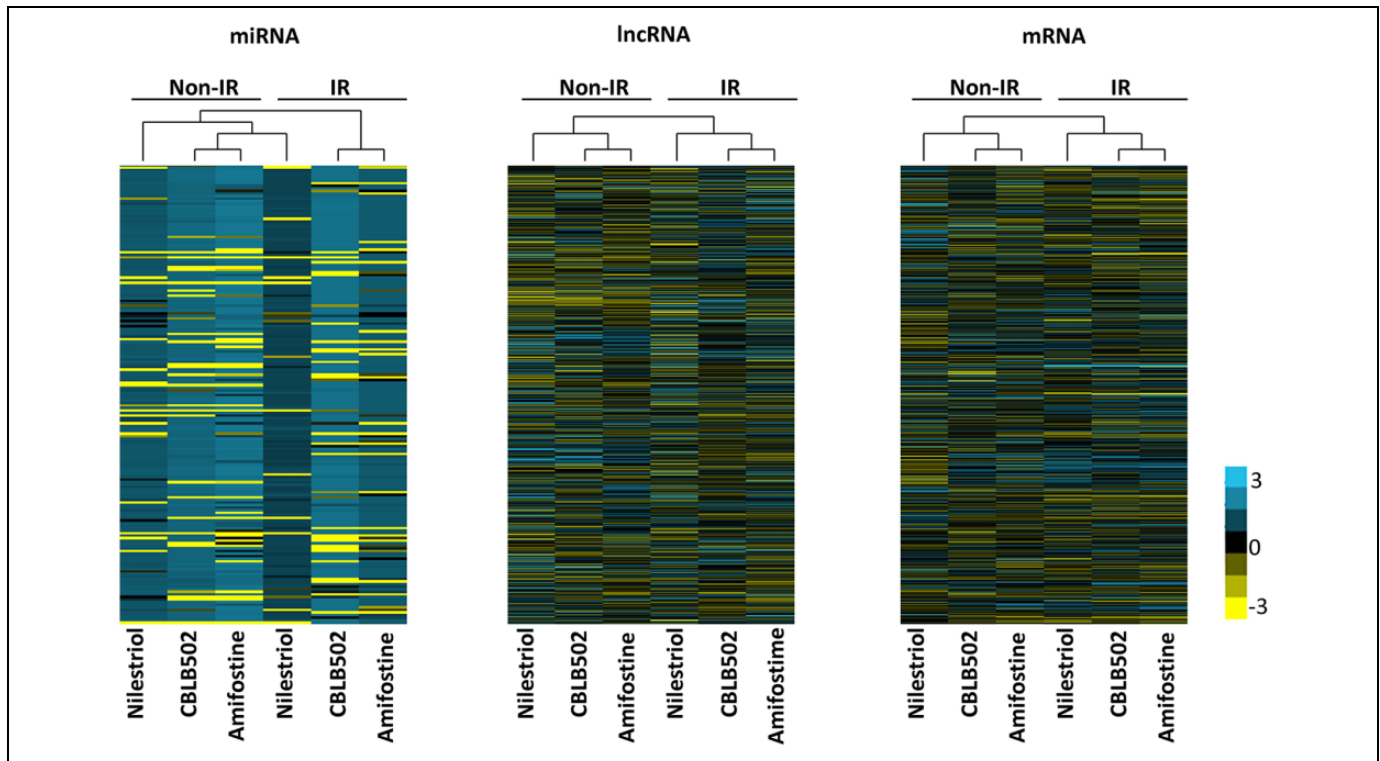 miRNA
lncRNA
mRNA
Non-IR
IR
Non-IR
IR
Non-IR
IR
3
0
-3
Nilestriol
CBLB502
Amifostine
Nilestriol
CBLB502
Amifostine
Nilestriol
CBLB502
Amifostine
Nilestriol
CBLB502
Amifostime
Nilestriol
CBLB502
Amifostine
Nilestriol
CBLB502
Amifostine